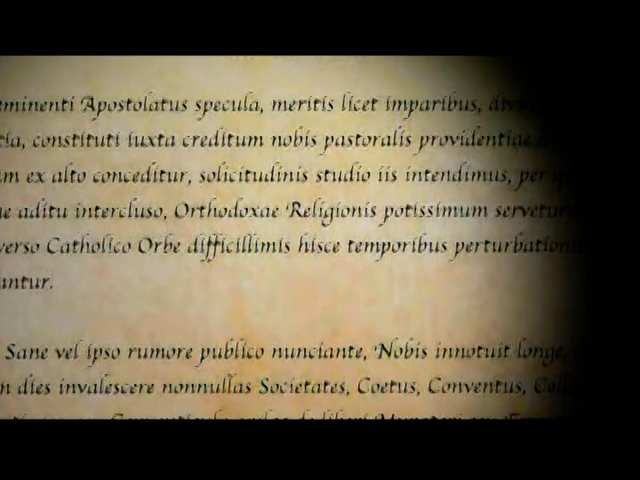 minenti Apostolatus specula, meritis licet imparibus,
tia, constituti iuxta creditum nobis pastoralis providentiae
m ex alto conceditur, solicitudinis studio iis intendimus, per
e aditu intercluso, Orthodoxae Religionis potissimum servetur
verso Catholico Orbe difficillimis hisce temporibus perturbation
antur.
Sane vel ipso rumore publico nunciante, Nobis innotuit longe,
n dies invalescere nonnullas Societates, Coetus, Conventus,